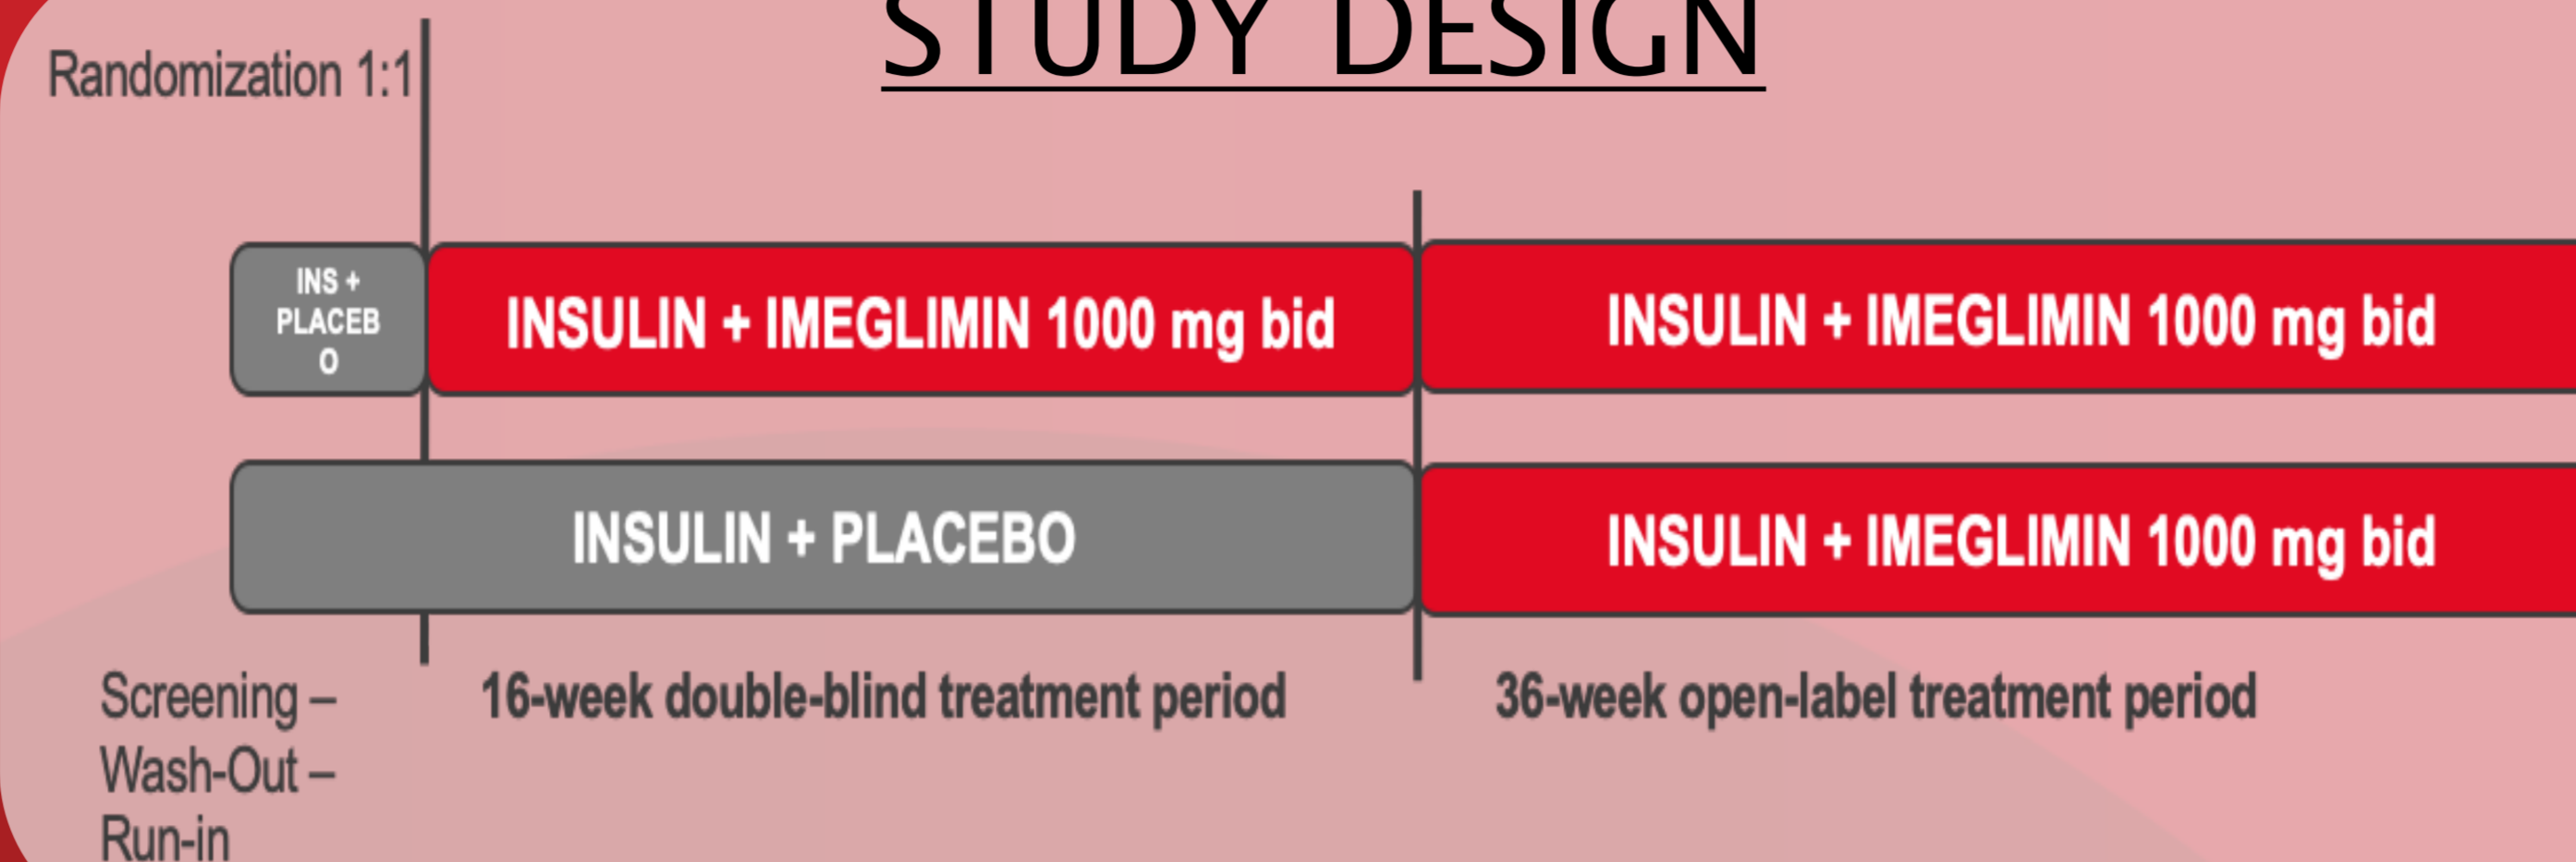 STUDY DESIGN
Randomization 1:1
INS +
PLACEB
O
INSULIN + IMEGLIMIN 1000 mg bid
INSULIN + IMEGLIMIN 1000 mg bid
INSULIN + PLACEBO
INSULIN + IMEGLIMIN 1000 mg bid
Screening –
Wash-Out –
Run-in
16-week double-blind treatment period
36-week open-label treatment period